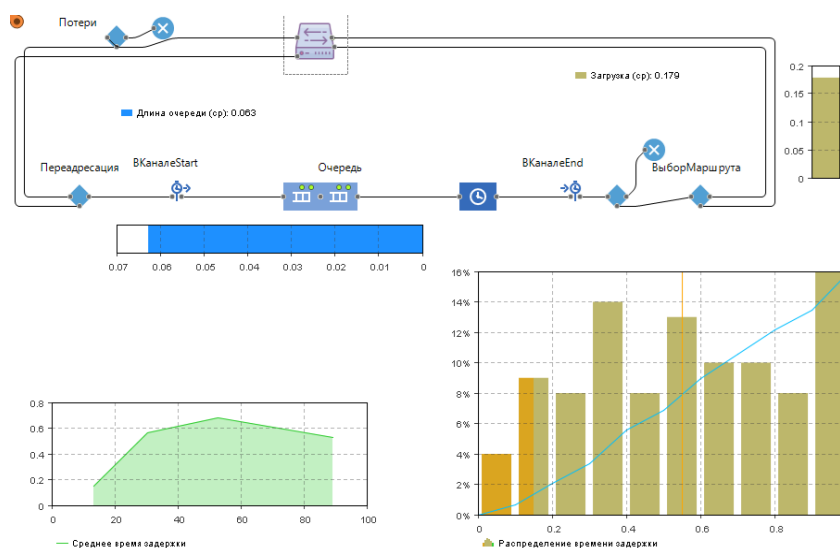 Потери
Загрузка (ср): 0.179
0.2
0.15
0.1
0.05
0
Длина очереди (ср): 0.063
Переадресация
ВКаналеStart
Очередь
ВКаналеEnd
ВыборМаршрута
0.07 0.06 0.05 0.04 0.03 0.02 0.01 0
16%
14%
12%
10%
8%
6%
4%
2%
0%
0 0.2 0.4 0.6 0.8
Распределение времени задержки
0.8
0.6
0.4
0.2
0
0 20 40 60 80 100
Среднее время задержки